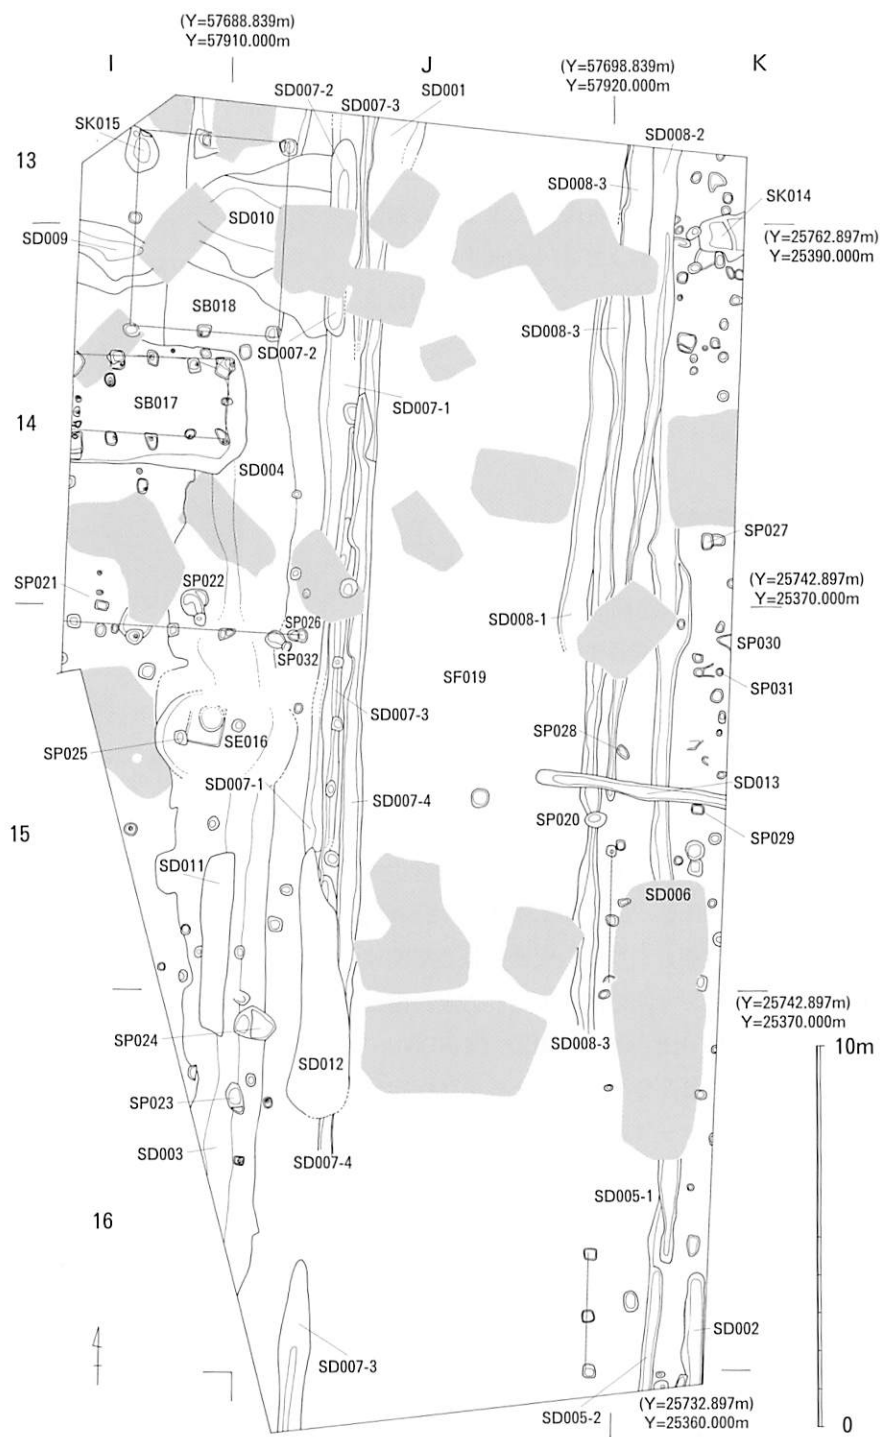 (Y=57688.839m)
Y=57910.000m
I
J
(Y=57698.839m)
Y=57920.000m
K
SD007-2
SD007-3
SD001
SK015
SD008-2
13
SD008-3
SK014
SD010
SD009
(Y=25762.897m)
Y=25390.000m
SB018
SD008-3
SD007-2
SB017
SD007-1
14
SD004
SP027
SP021
SP022
(Y=25742.897m)
Y=25370.000m
SD008-1
SP026
SP030
SP032
SP031
SF019
SD007-3
SP025
SE016
SP028
SD013
SD007-1
SD007-4
SP020
SP029
15
SD011
SD006
(Y=25742.897m)
Y=25370.000m
SP024
SD008-3
10m
SD012
SP023
SD003
SD007-4
SD005-1
16
SD002
SD007-3
SD005-2
(Y=25732.897m)
Y=25360.000m
0